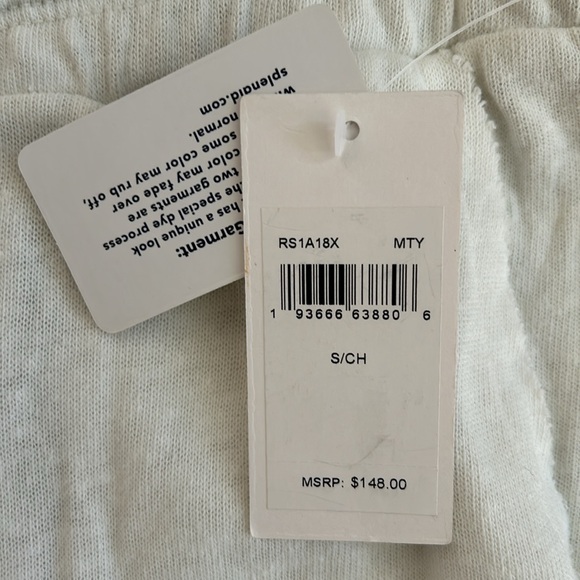 Garment:
has a unique look
the special dye process
two garments are
color may fade over
some color may rub off,
normal.
splendid.com
RS1A18X MTY
1 93666 63880 6
S/CH
MSRP: $148.00